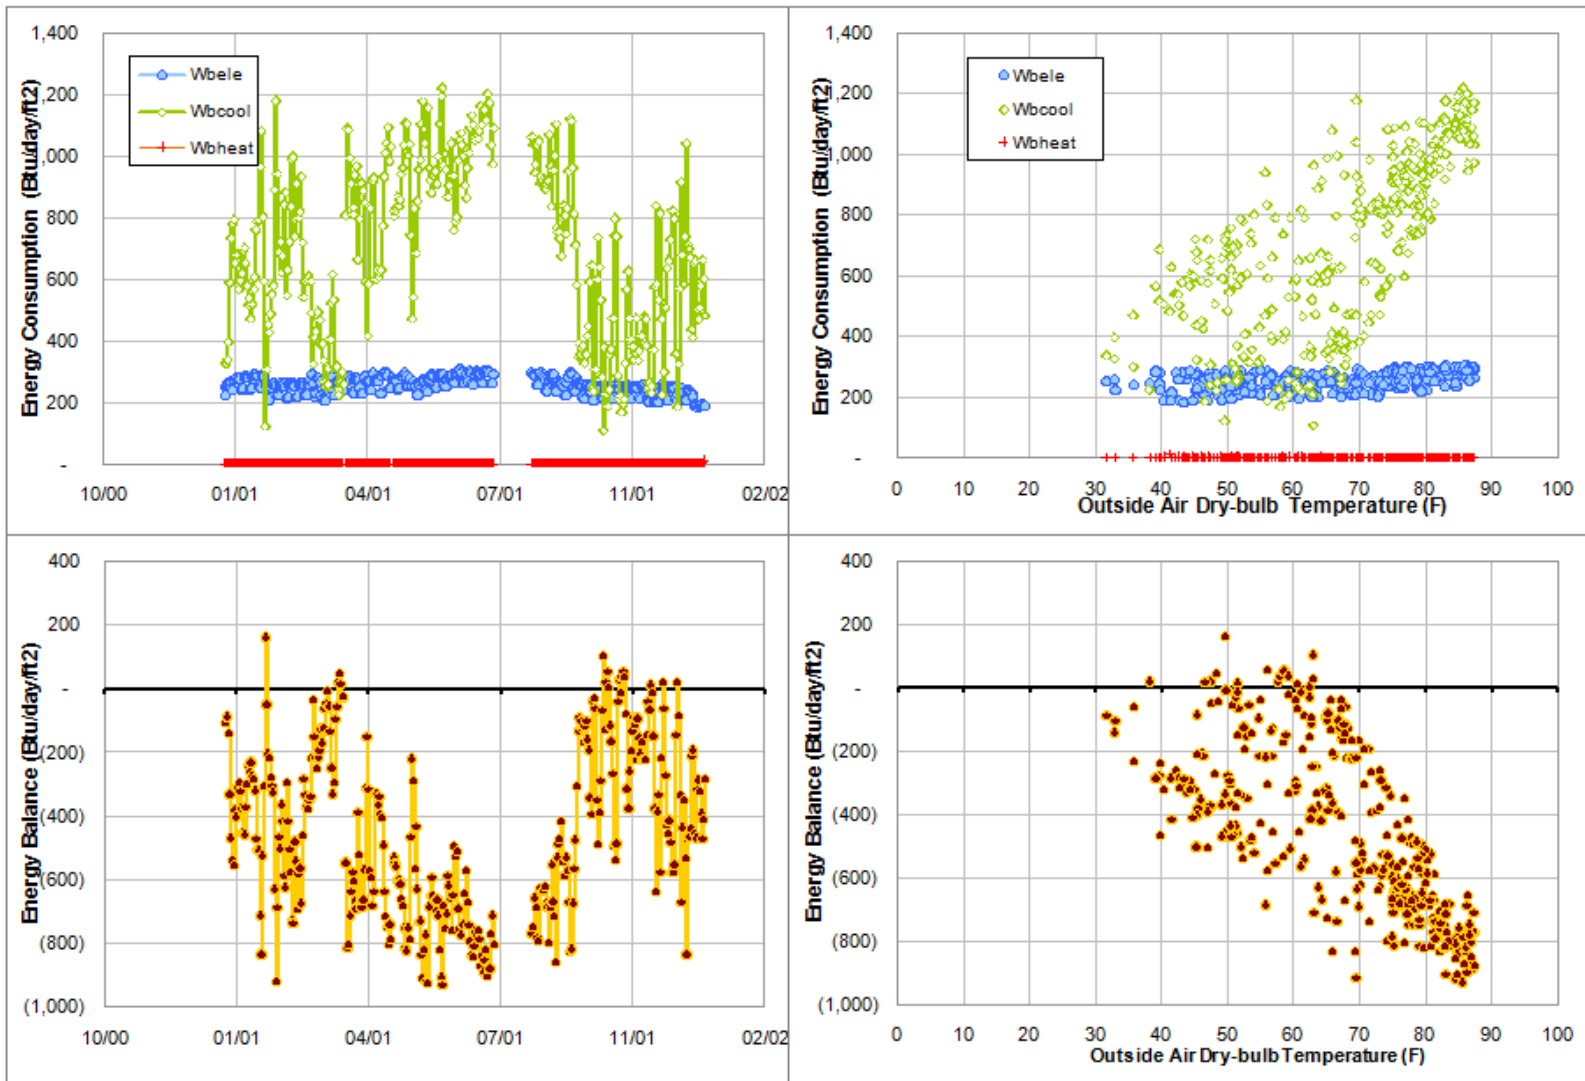 1,400
1,200
1,000
800
600
400
200
-
Energy Consumption (Btu/day/ft2)
Wbele
Wbcool
Wbheat
10/00 01/01 04/01 07/01 11/01 02/02
1,400
1,200
1,000
800
600
400
200
-
Energy Consumption (Btu/day/ft2)
Wbele
Wbcool
Wbheat
0 10 20 30 40 50 60 70 80 90 100
Outside Air Dry-bulb Temperature (F)
400
200
-
(200)
(400)
(600)
(800)
(1,000)
Energy Balance (Btu/day/ft2)
10/00 01/01 04/01 07/01 11/01 02/02
400
200
-
(200)
(400)
(600)
(800)
(1,000)
Energy Balance (Btu/day/ft2)
0 10 20 30 40 50 60 70 80 90 100
Outside Air Dry-bulb Temperature (F)